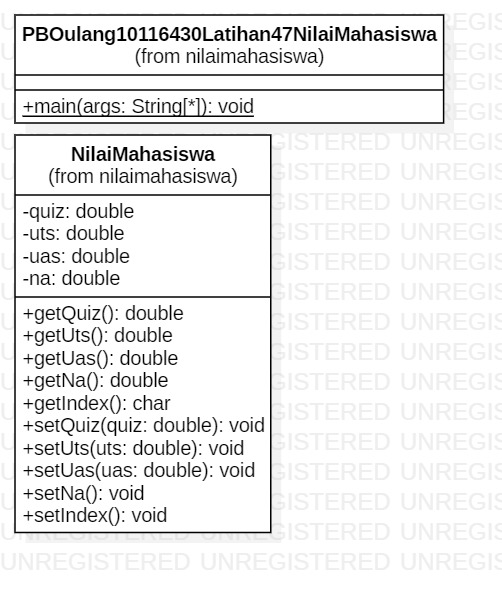 PBOulang10116430Latihan47NilaiMahasiswa
(from nilaimahasiswa)
+main(args: String[*]): void
NilaiMahasiswa
(from nilaimahasiswa)
-quiz: double
-uts: double
-uas: double
-na: double
+getQuiz(): double
+getUts(): double
+getUas(): double
+getNa(): double
+getIndex(): char
+setQuiz(quiz: double): void
+setUts(uts: double): void
+setUas(uas: double): void
+setNa(): void
+setIndex(): void
UNREGISTERED UNREGISTERED UNREGIS